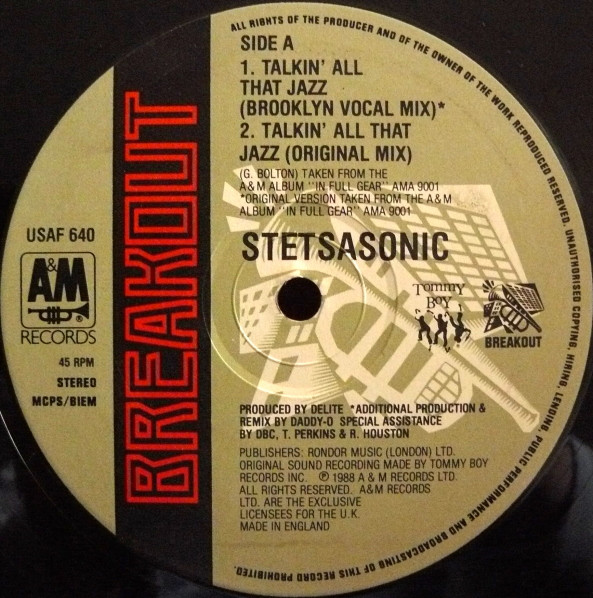 ALL RIGHTS OF THE PRODUCER AND OF THE OWNER OF THE WORK REPRODUCED RESERVED. UNAUTHORISED COPYING, HIRING, LENDING, PUBLIC PERFORMANCE AND BROADCASTING OF THIS RECORD PROHIBITED.
SIDE A
1. TALKIN' ALL
THAT JAZZ
(BROOKLYN VOCAL MIX)*
2. TALKIN' ALL THAT
JAZZ (ORIGINAL MIX)
(G. BOLTON) TAKEN FROM THE
A&M ALBUM "IN FULL GEAR" AMA 9001
*ORIGINAL VERSION TAKEN FROM THE A&M
ALBUM "IN FULL GEAR" AMA 9001
STETSASONIC
BREAKOUT
USAF 640
A&M
®
RECORDS
45 RPM
STEREO
MCPS/BIEM
Tommy
Boy
BREAKOUT
PRODUCED BY DELITE *ADDITIONAL PRODUCTION &
REMIX BY DADDY-O SPECIAL ASSISTANCE
BY DBC, T. PERKINS & R. HOUSTON
PUBLISHERS: RONDOR MUSIC (LONDON) LTD.
ORIGINAL SOUND RECORDING MADE BY TOMMY BOY
RECORDS INC. ℗ 1988 A & M RECORDS LTD.
ALL RIGHTS RESERVED. A&M RECORDS
LTD. ARE THE EXCLUSIVE
LICENSEES FOR THE U.K.
MADE IN ENGLAND